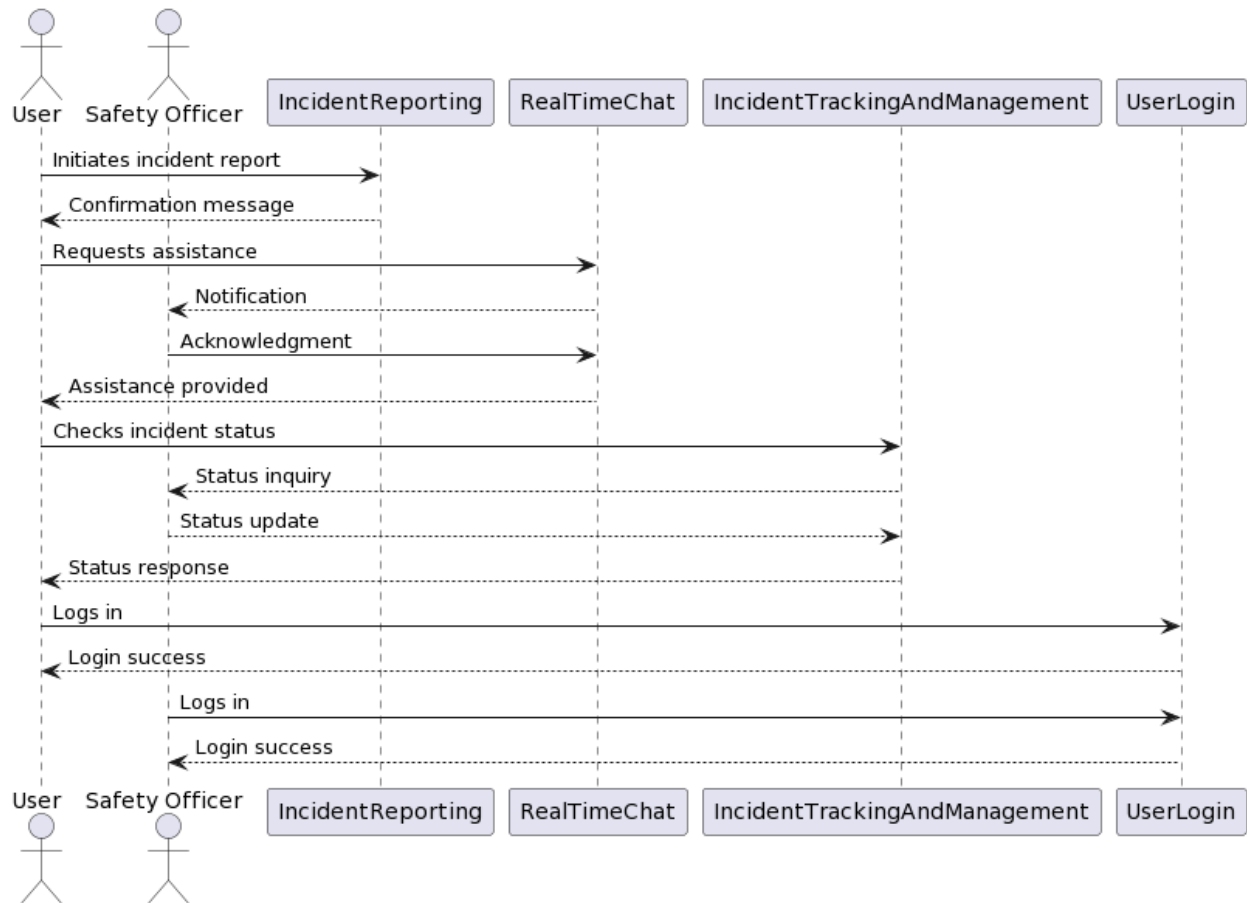 User Safety Officer IncidentReporting RealTimeChat IncidentTrackingAndManagement UserLogin
Initiates incident report
Confirmation message
Requests assistance
Notification
Acknowledgment
Assistance provided
Checks incident status
Status inquiry
Status update
Status response
Logs in
Login success
Logs in
Login success
User Safety Officer IncidentReporting RealTimeChat IncidentTrackingAndManagement UserLogin